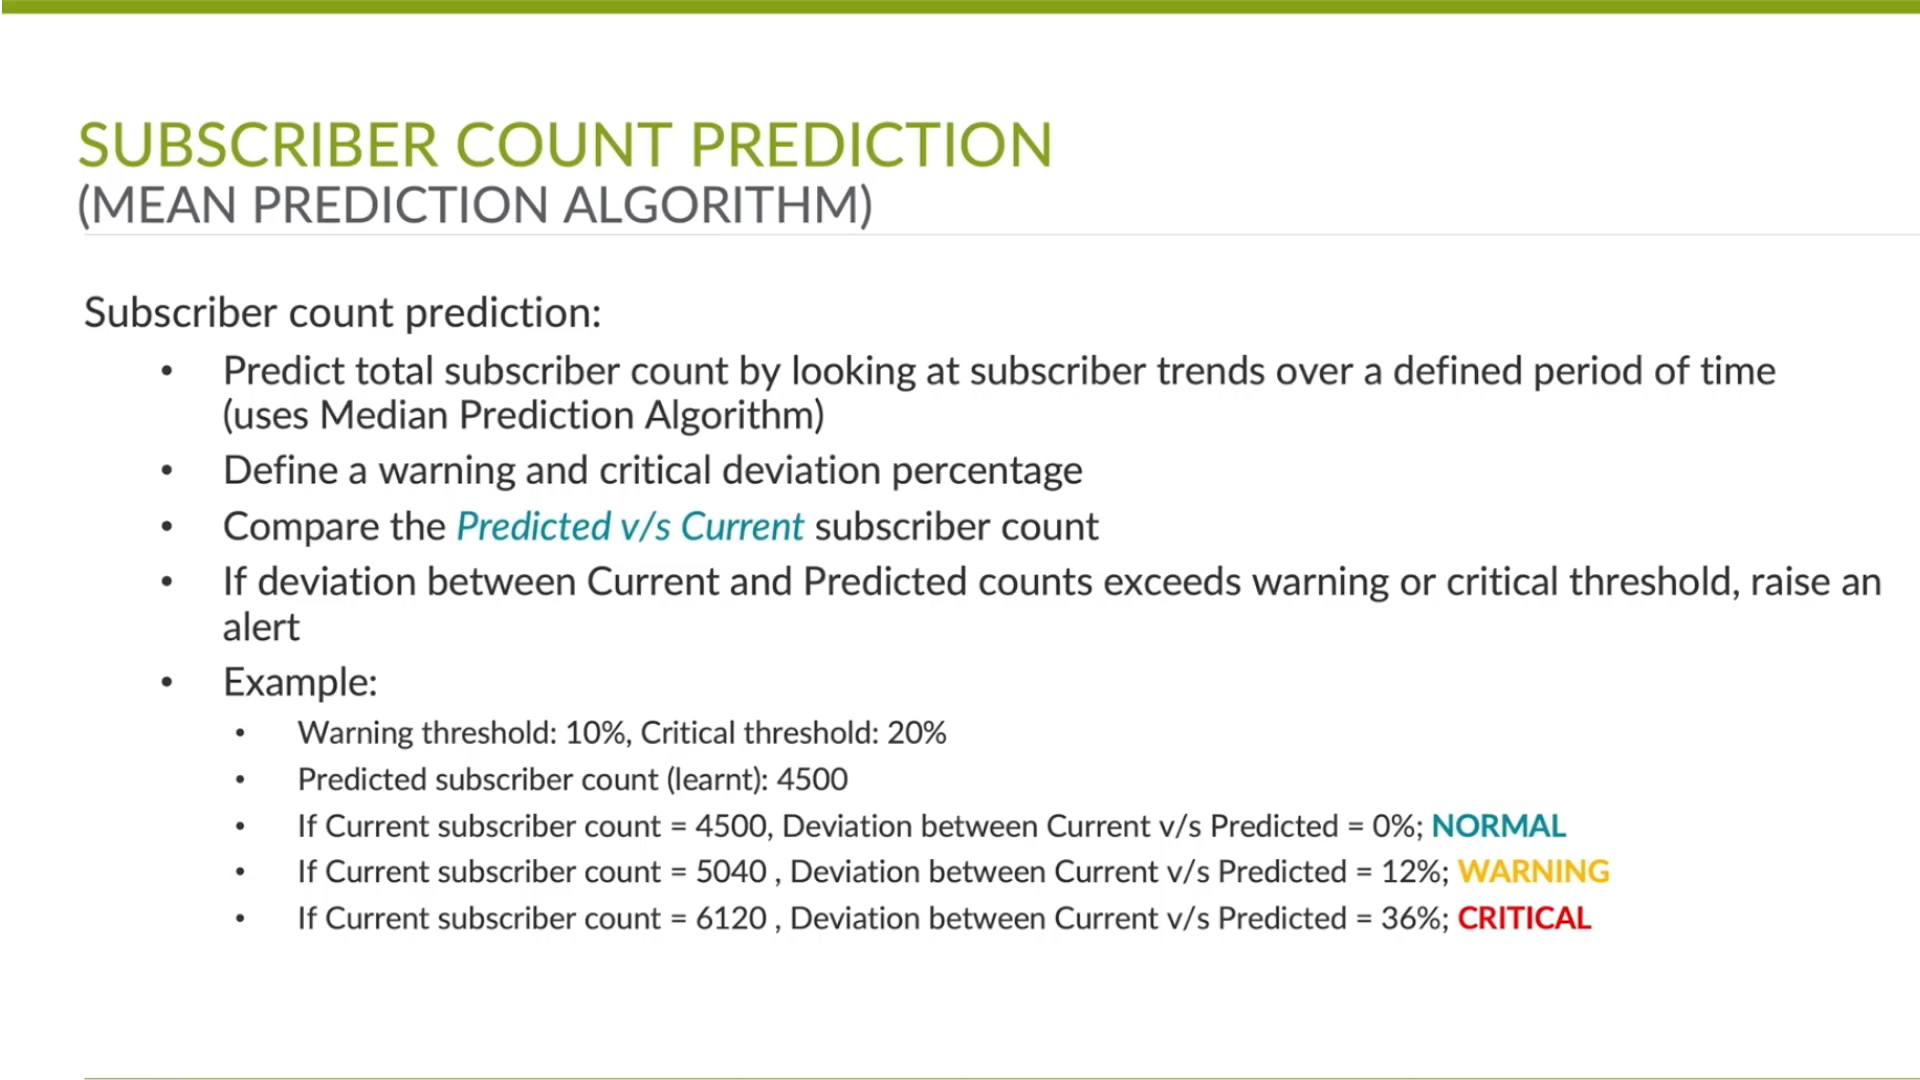 SUBSCRIBER COUNT PREDICTION
(MEAN PREDICTION ALGORITHM)
Subscriber count prediction:
• Predict total subscriber count by looking at subscriber trends over a defined period of time
(uses Median Prediction Algorithm)
• Define a warning and critical deviation percentage
• Compare the Predicted v/s Current subscriber count
• If deviation between Current and Predicted counts exceeds warning or critical threshold, raise an
alert
• Example:
• Warning threshold: 10%, Critical threshold: 20%
• Predicted subscriber count (learnt): 4500
• If Current subscriber count = 4500, Deviation between Current v/s Predicted = 0%; NORMAL
• If Current subscriber count = 5040 , Deviation between Current v/s Predicted = 12%; WARNING
• If Current subscriber count = 6120 , Deviation between Current v/s Predicted = 36%; CRITICAL